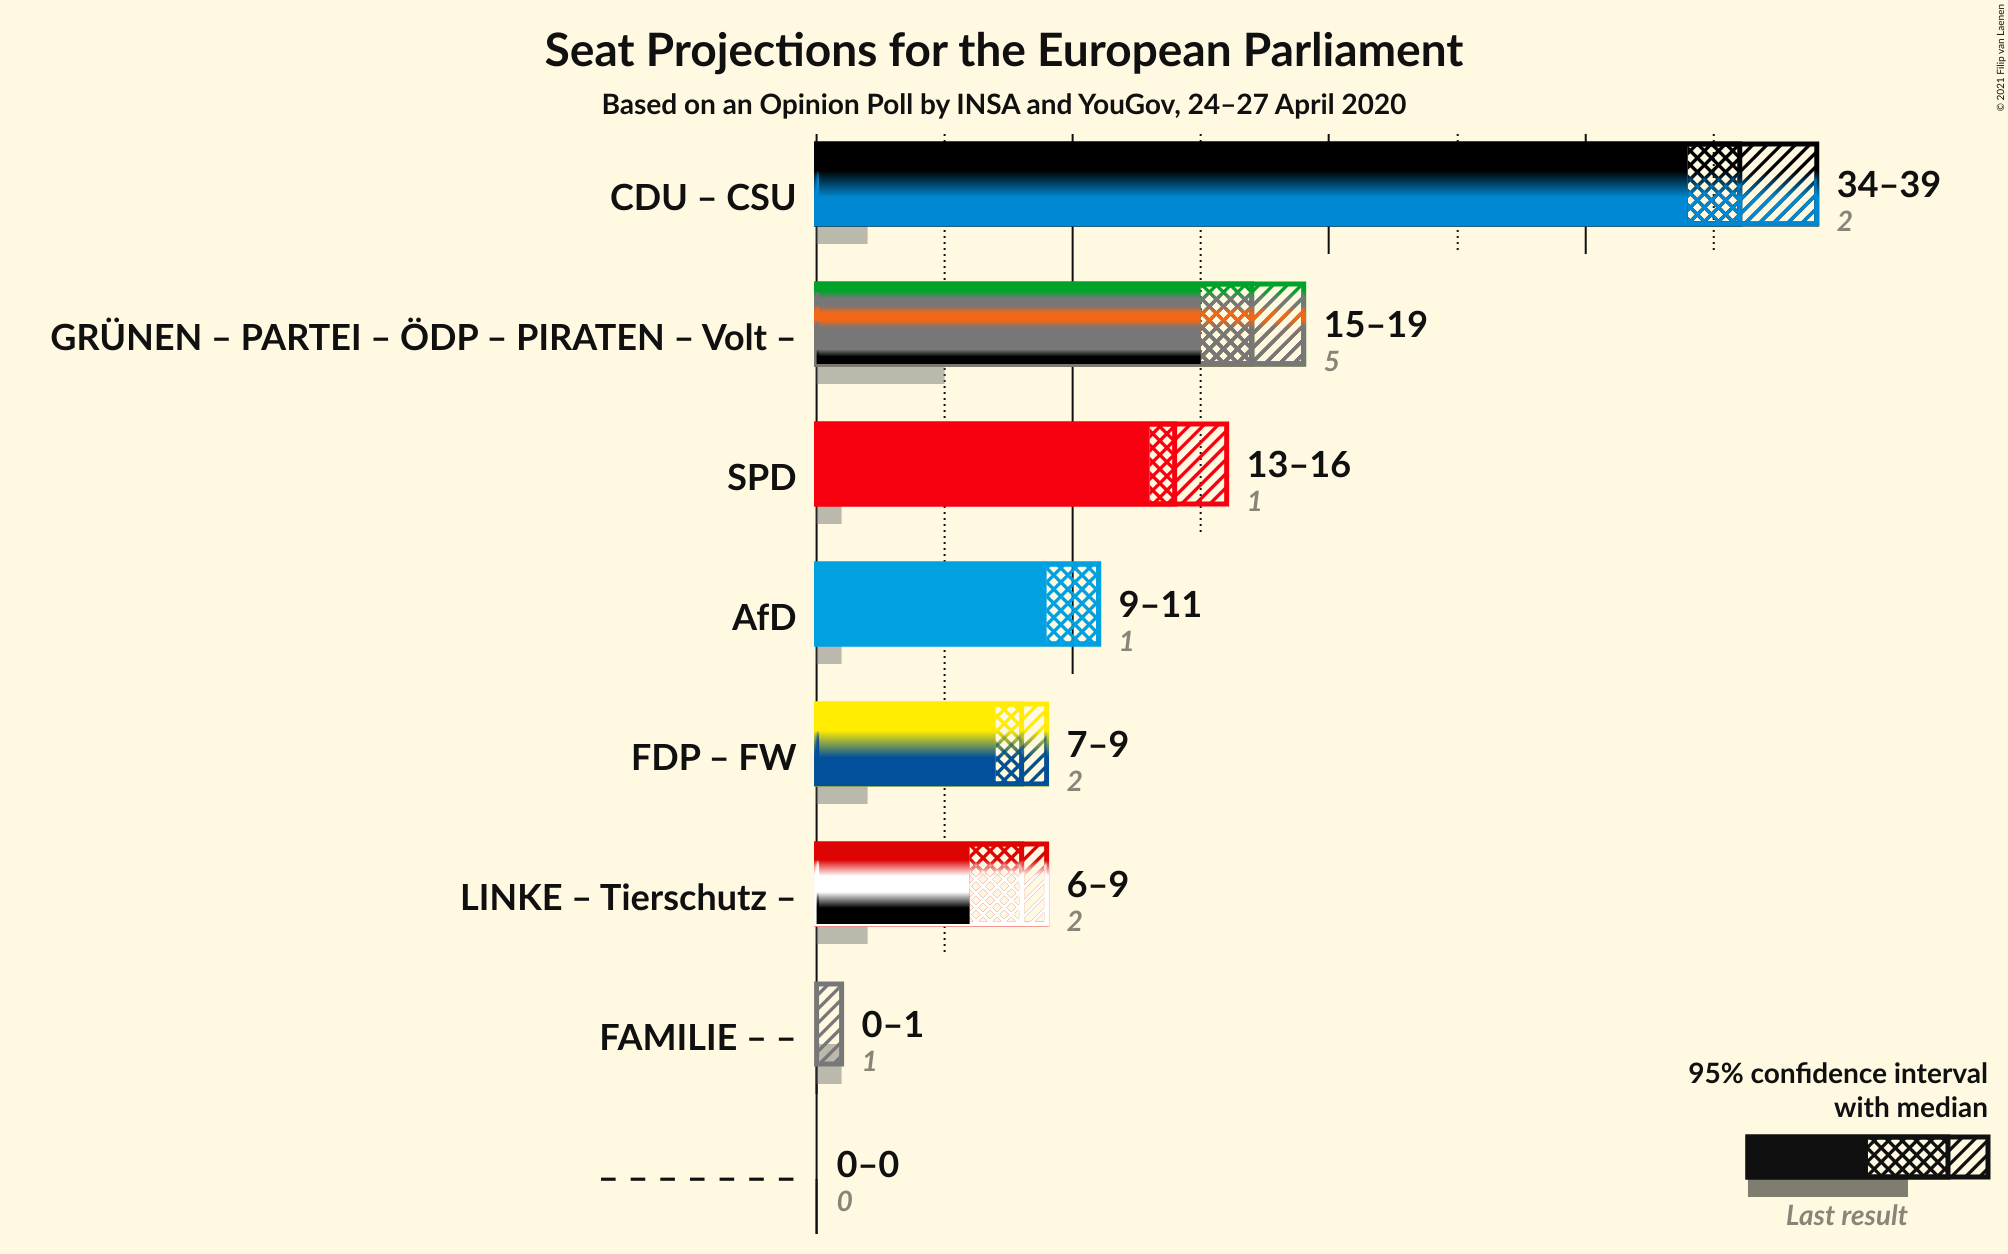 Seat Projections for the European Parliament
Based on an Opinion Poll by INSA and YouGov, 24–27 April 2020
© 2021 Filip van Laenen
CDU – CSU
34–39
2
GRÜNEN – PARTEI – ÖDP – PIRATEN – Volt –
15–19
5
SPD
13–16
1
AfD
9–11
1
FDP – FW
7–9
2
LINKE – Tierschutz –
6–9
2
FAMILIE – –
0–1
1
– – – – – – –
0–0
0
95% confidence interval
with median
Last result